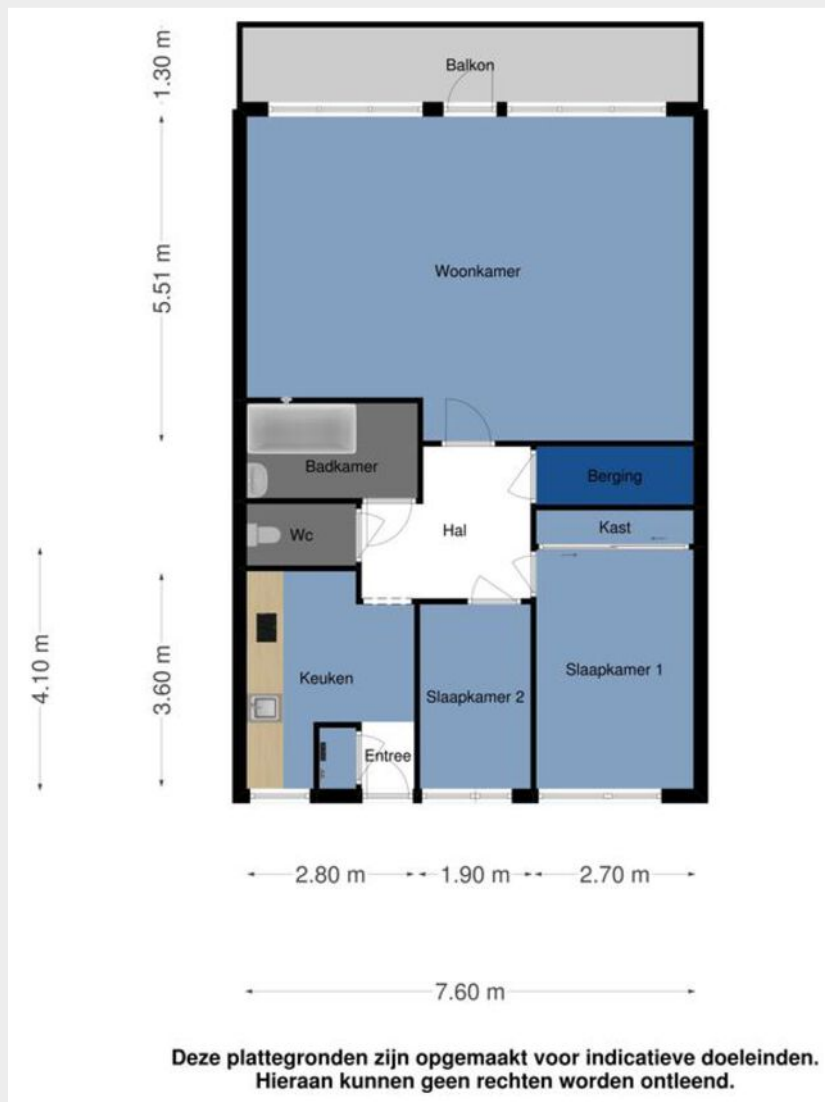 1.30 m
Balkon
5.51 m
Woonkamer
Badkamer
Berging
Wc
Hal
Kast
4.10 m
3.60 m
Keuken
Slaapkamer 2
Slaapkamer 1
Entree
2.80 m
1.90 m
2.70 m
7.60 m
Deze plattegronden zijn opgemaakt voor indicatieve doeleinden.
Hieraan kunnen geen rechten worden ontleend.